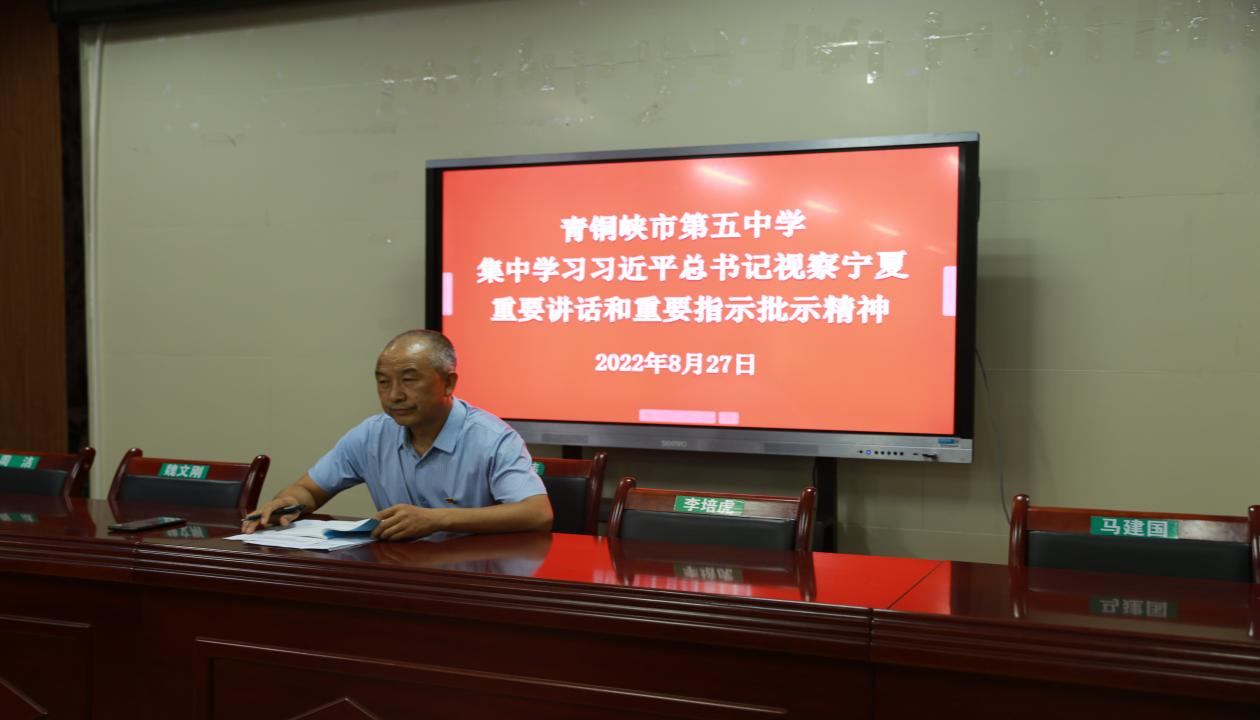 青铜峡市第五中学
集中学习习近平总书记视察宁夏
重要讲话和重要指示批示精神
2022年8月27日
魏文刚
李培虎
马建国